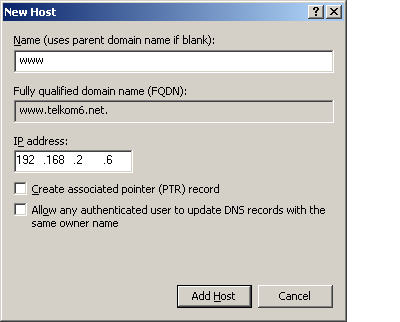 New Host
Name (uses parent domain name if blank):
www
Fully qualified domain name (FQDN):
www.telkom6.net.
IP address:
192 .168 .2 .6
Create associated pointer (PTR) record
Allow any authenticated user to update DNS records with the
same owner name
Add Host
Cancel